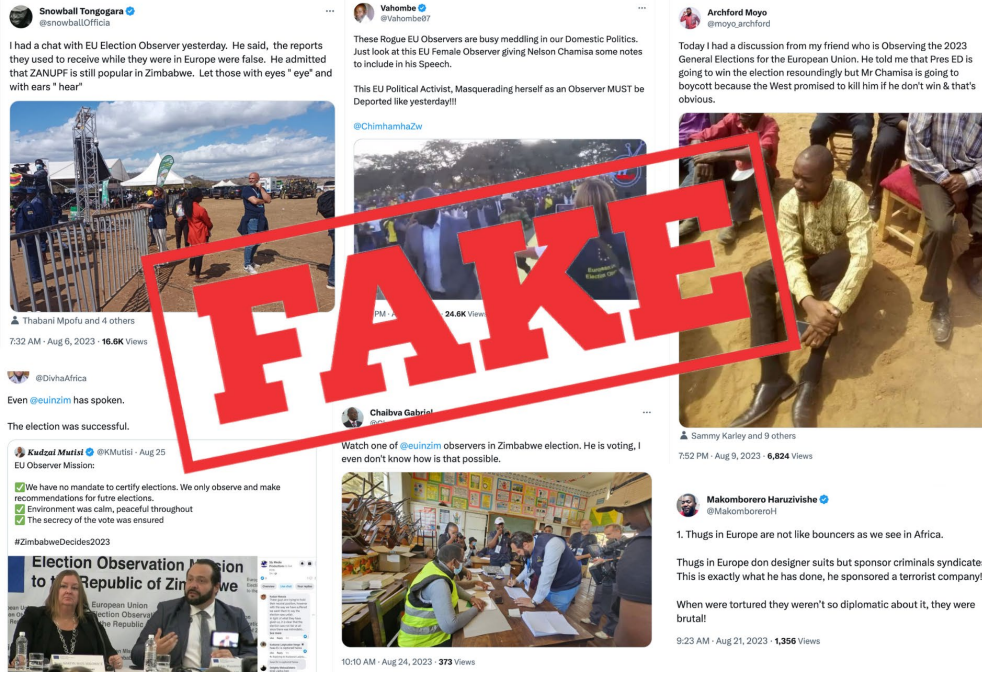 Snowball Tongogara
@snowballOfficia
I had a chat with EU Election Observer yesterday. He said, the reports
they used to receive while they were in Europe were false. He admitted
that ZANUPF is still popular in Zimbabwe. Let those with eyes " eye" and
with ears " hear"
Thabani Mpofu and 4 others
7:32 AM · Aug 6, 2023 · 16.6K Views
@DivhaAfrica
Even @euinzim has spoken.
The election was successful.
Kudzai Mutisi @KMutisi · Aug 25
EU Observer Mission:
We have no mandate to certify elections. We only observe and make
recommendations for futre elections.
Environment was calm, peaceful throughout
The secrecy of the vote was ensured
#ZimbabweDecides2023
Election Observation
to Republic of Zim we
European Union
Election Observa
the Republic
Vahombe
@Vahombe07
These Rogue EU Observers are busy meddling in our Domestic Politics.
Just look at this EU Female Observer giving Nelson Chamisa some notes
to include in his Speech.
This EU Political Activist, Masquerading herself as an Observer MUST be
Deported like yesterday!!!
@ChimhamhaZw
European
Election
PM · 24.6K View
FAKE
Chaibva Gabriel
Watch one of @euinzim observers in Zimbabwe election. He is voting, I
even don't know how is that possible.
10:10 AM · Aug 24, 2023 · 373 Views
Archford Moyo
@moyo_archford
Today I had a discussion from my friend who is Observing the 2023
General Elections for the European Union. He told me that Pres ED is
going to win the election resoundingly but Mr Chamisa is going to
boycott because the West promised to kill him if he don't win & that's
obvious.
Sammy Karley and 9 others
7:52 PM · Aug 9, 2023 · 6,824 Views
Makomborero Haruzivishe
@MakomboreroH
1. Thugs in Europe are not like bouncers as we see in Africa.
Thugs in Europe don designer suits but sponsor criminals syndicate
This is exactly what he has done, he sponsored a terrorist company!
When were tortured they weren't so diplomatic about it, they were
brutal!
9:23 AM · Aug 21, 2023 · 1,356 Views